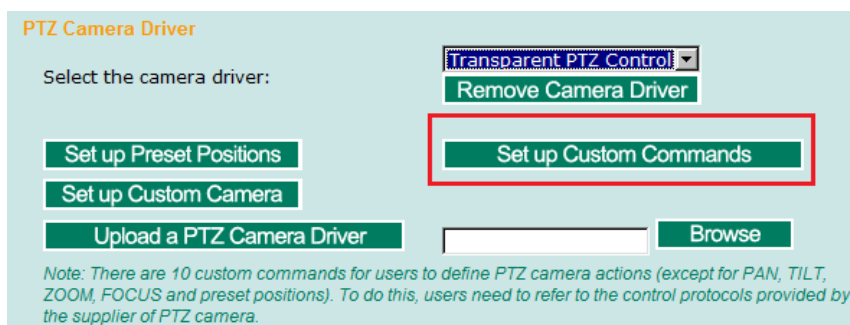 PTZ Camera Driver
Select the camera driver:
Transparent PTZ Control
Remove Camera Driver
Set up Preset Positions
Set up Custom Commands
Set up Custom Camera
Upload a PTZ Camera Driver
Browse
Note: There are 10 custom commands for users to define PTZ camera actions (except for PAN, TILT,
ZOOM, FOCUS and preset positions). To do this, users need to refer to the control protocols provided by
the supplier of PTZ camera.